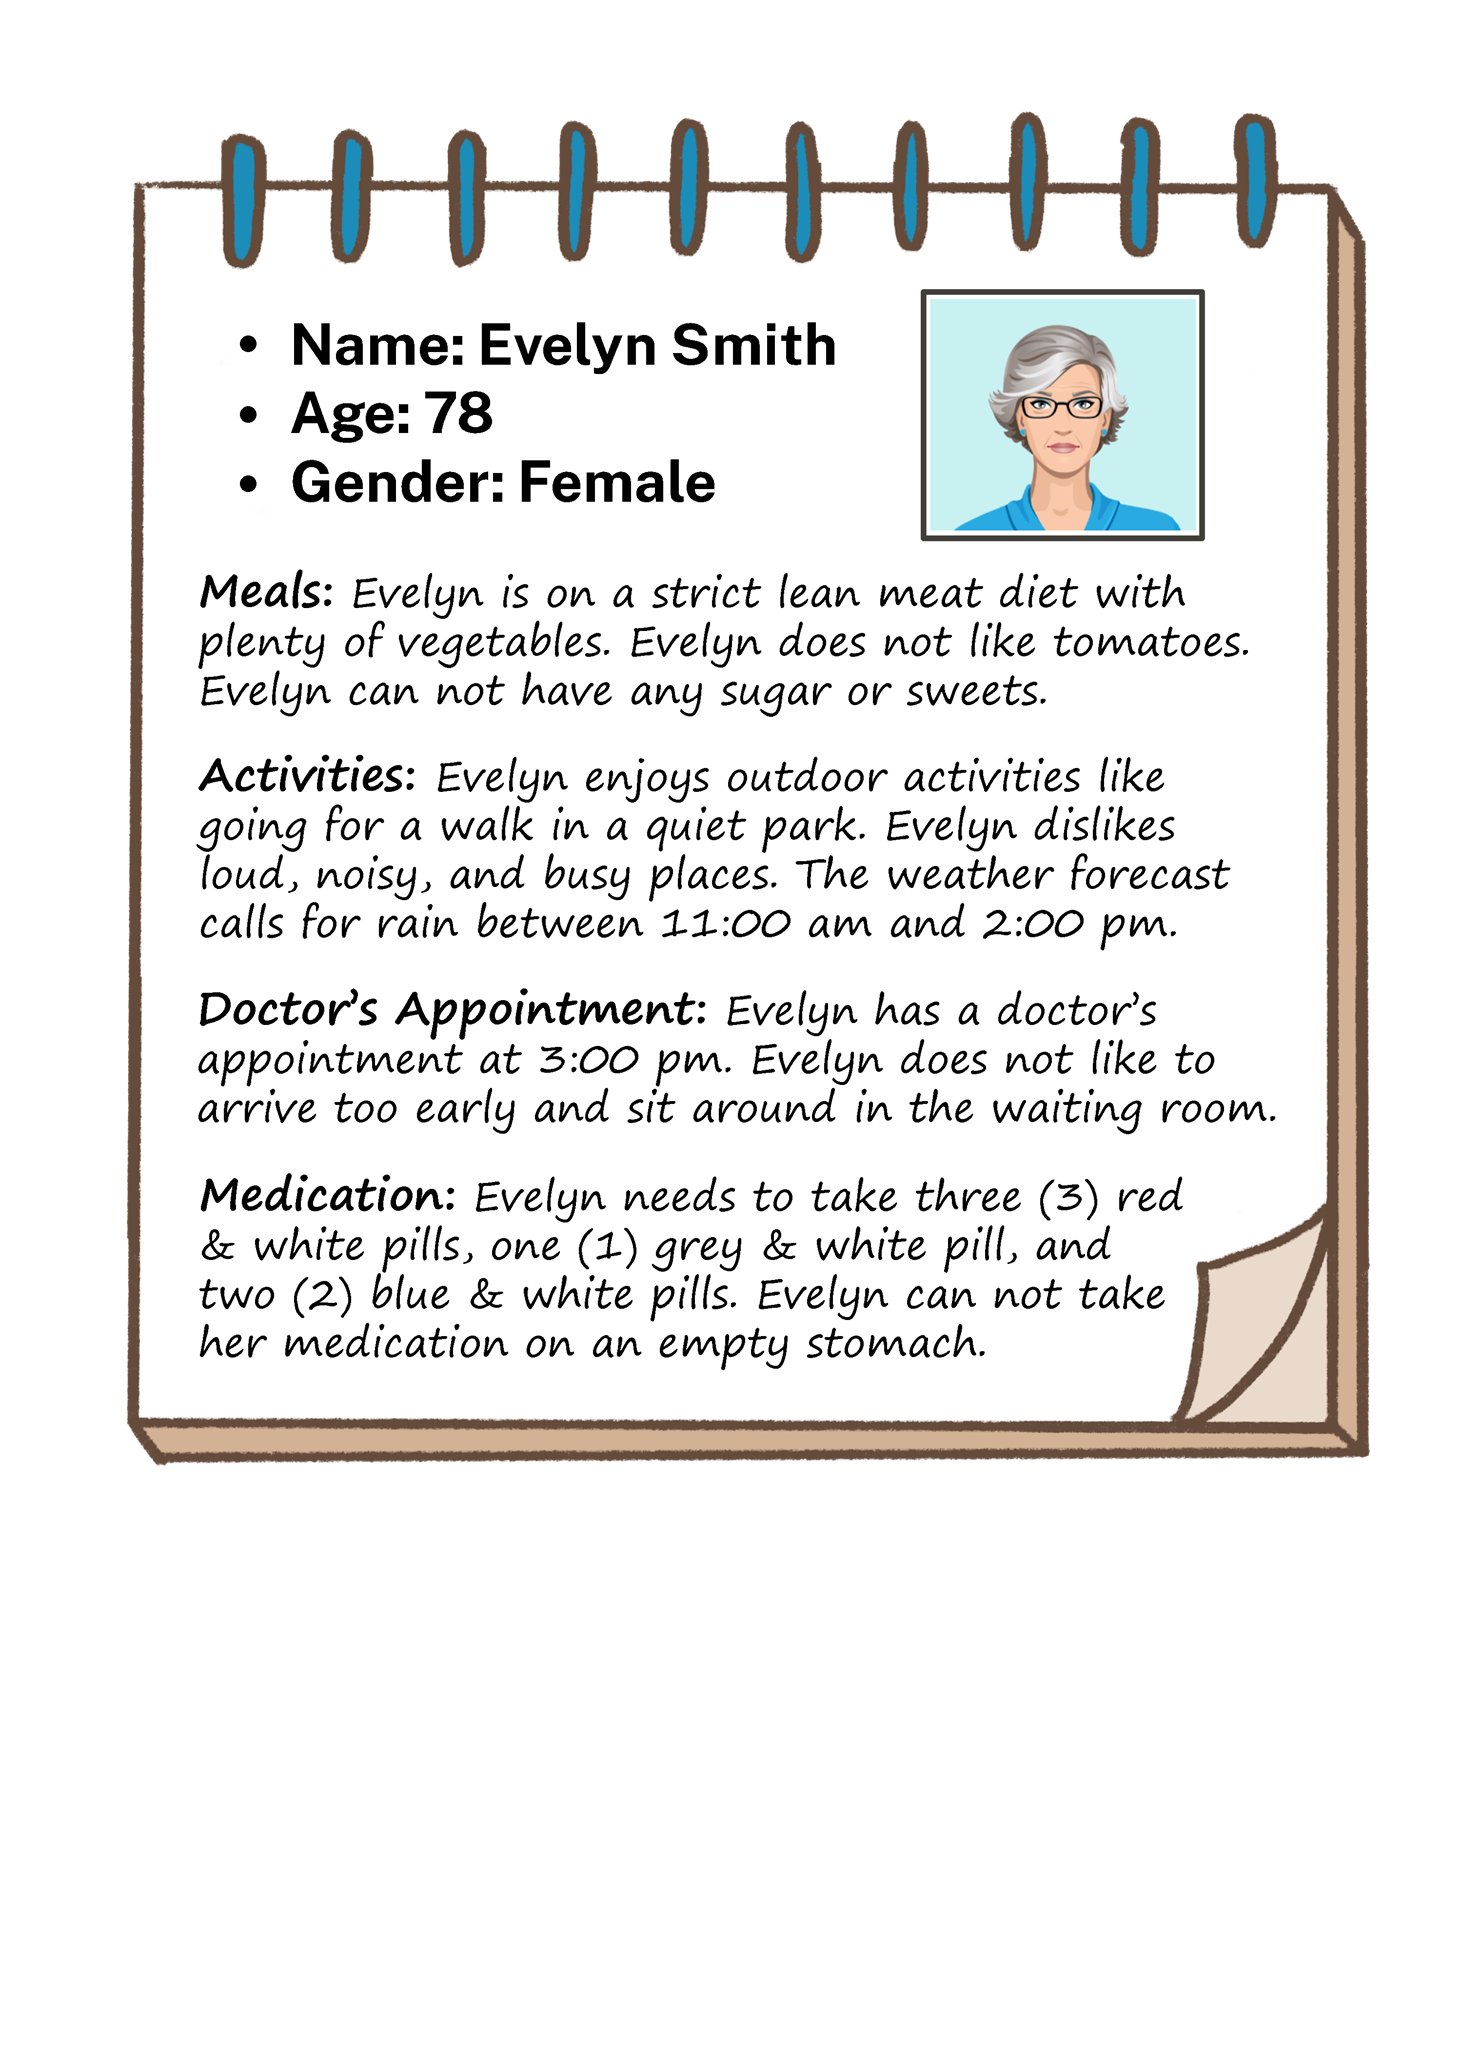 • Name: Evelyn Smith
• Age: 78
• Gender: Female
Meals: Evelyn is on a strict lean meat diet with
plenty of vegetables. Evelyn does not like tomatoes.
Evelyn can not have any sugar or sweets.
Activities: Evelyn enjoys outdoor activities like
going for a walk in a quiet park. Evelyn dislikes
loud, noisy, and busy places. The weather forecast
calls for rain between 11:00 am and 2:00 pm.
Doctor’s Appointment: Evelyn has a doctor’s
appointment at 3:00 pm. Evelyn does not like to
arrive too early and sit around in the waiting room.
Medication: Evelyn needs to take three (3) red
& white pills, one (1) grey & white pill, and
two (2) blue & white pills. Evelyn can not take
her medication on an empty stomach.